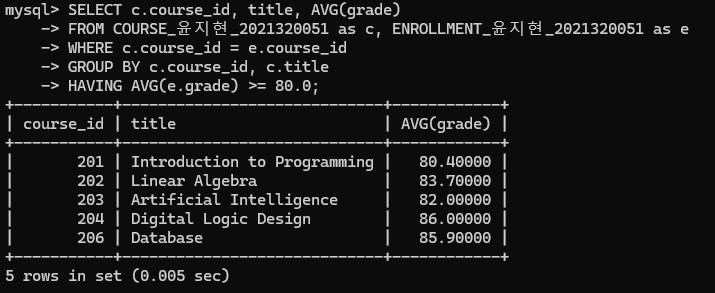 mysql> SELECT c.course_id, title, AVG(grade)
    -> FROM COURSE_윤지현_2021320051 as c, ENROLLMENT_윤지현_2021320051 as e
    -> WHERE c.course_id = e.course_id
    -> GROUP BY c.course_id, c.title
    -> HAVING AVG(e.grade) >= 80.0;
+-----------+-----------------------------+------------+
| course_id | title                       | AVG(grade) |
+-----------+-----------------------------+------------+
|       201 | Introduction to Programming |   80.40000 |
|       202 | Linear Algebra              |   83.70000 |
|       203 | Artificial Intelligence     |   82.00000 |
|       204 | Digital Logic Design        |   86.00000 |
|       206 | Database                    |   85.90000 |
+-----------+-----------------------------+------------+
5 rows in set (0.005 sec)